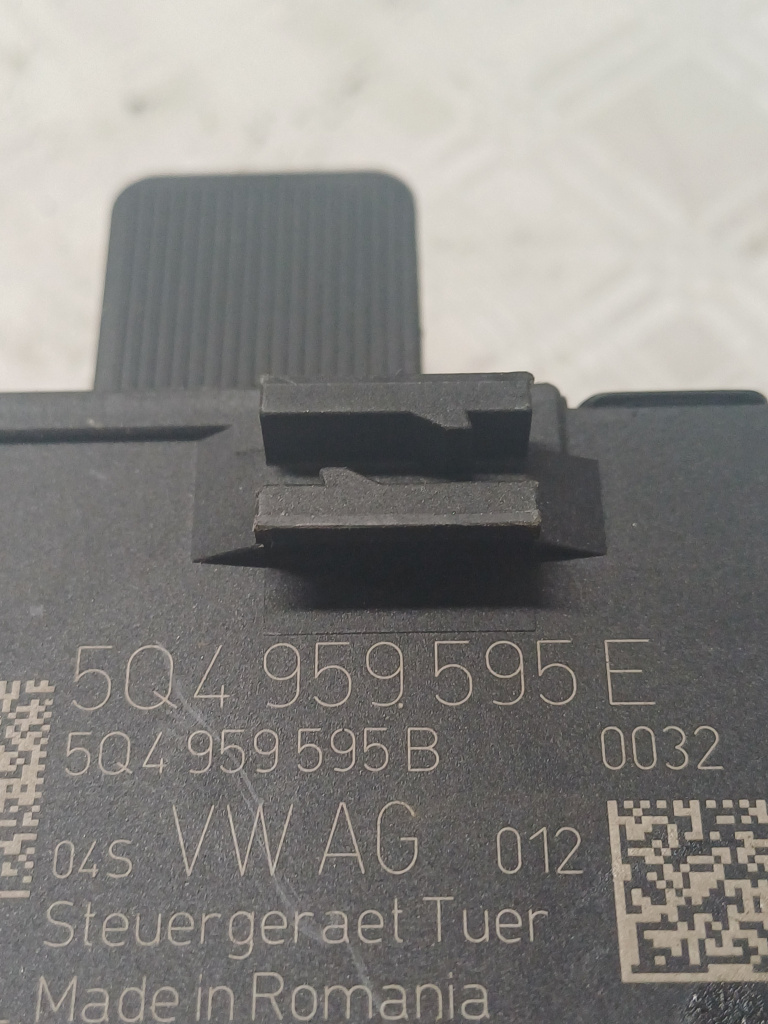 5Q4 959 595 E
5Q4 959 595 B 0032
04S VW AG 012
Steuergeraet Tuer
Made in Romania